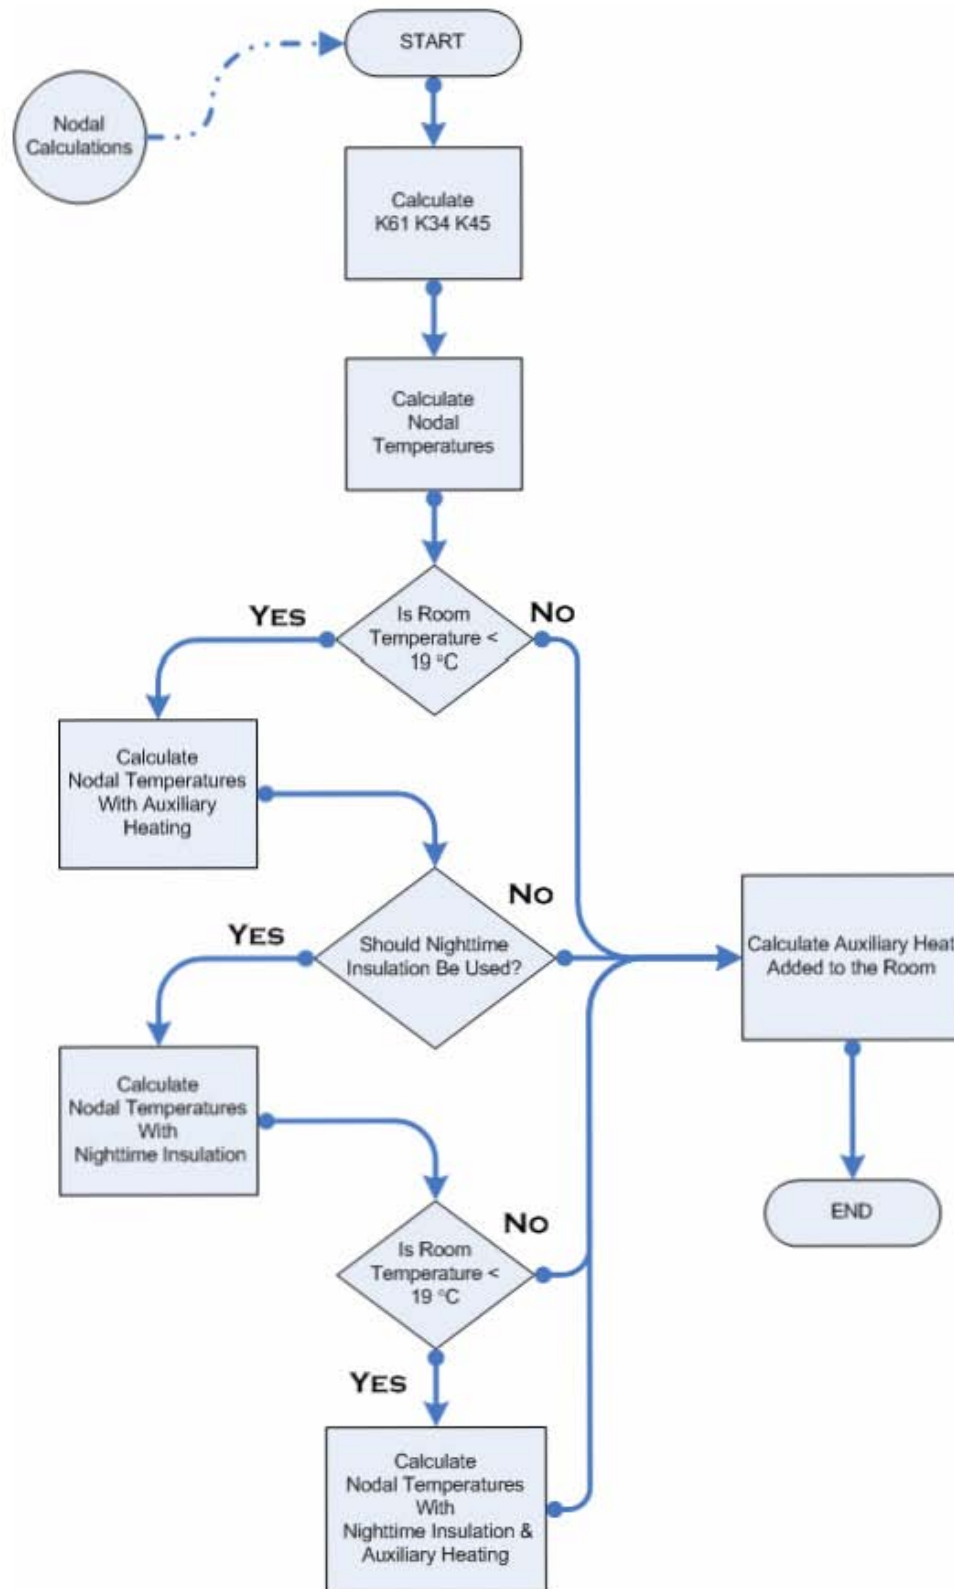 START
Nodal
Calculations
Calculate
K61 K34 K45
Calculate
Nodal
Temperatures
YES
NO
Is Room
Temperature <
19 °C
Calculate
Nodal Temperatures
With Auxiliary
Heating
NO
YES
Should Nighttime
Insulation Be Used?
Calculate Auxiliary Heat
Added to the Room
Calculate
Nodal Temperatures
With
Nighttime Insulation
END
NO
Is Room
Temperature <
19 °C
YES
Calculate
Nodal Temperatures
With
Nighttime Insulation &
Auxiliary Heating